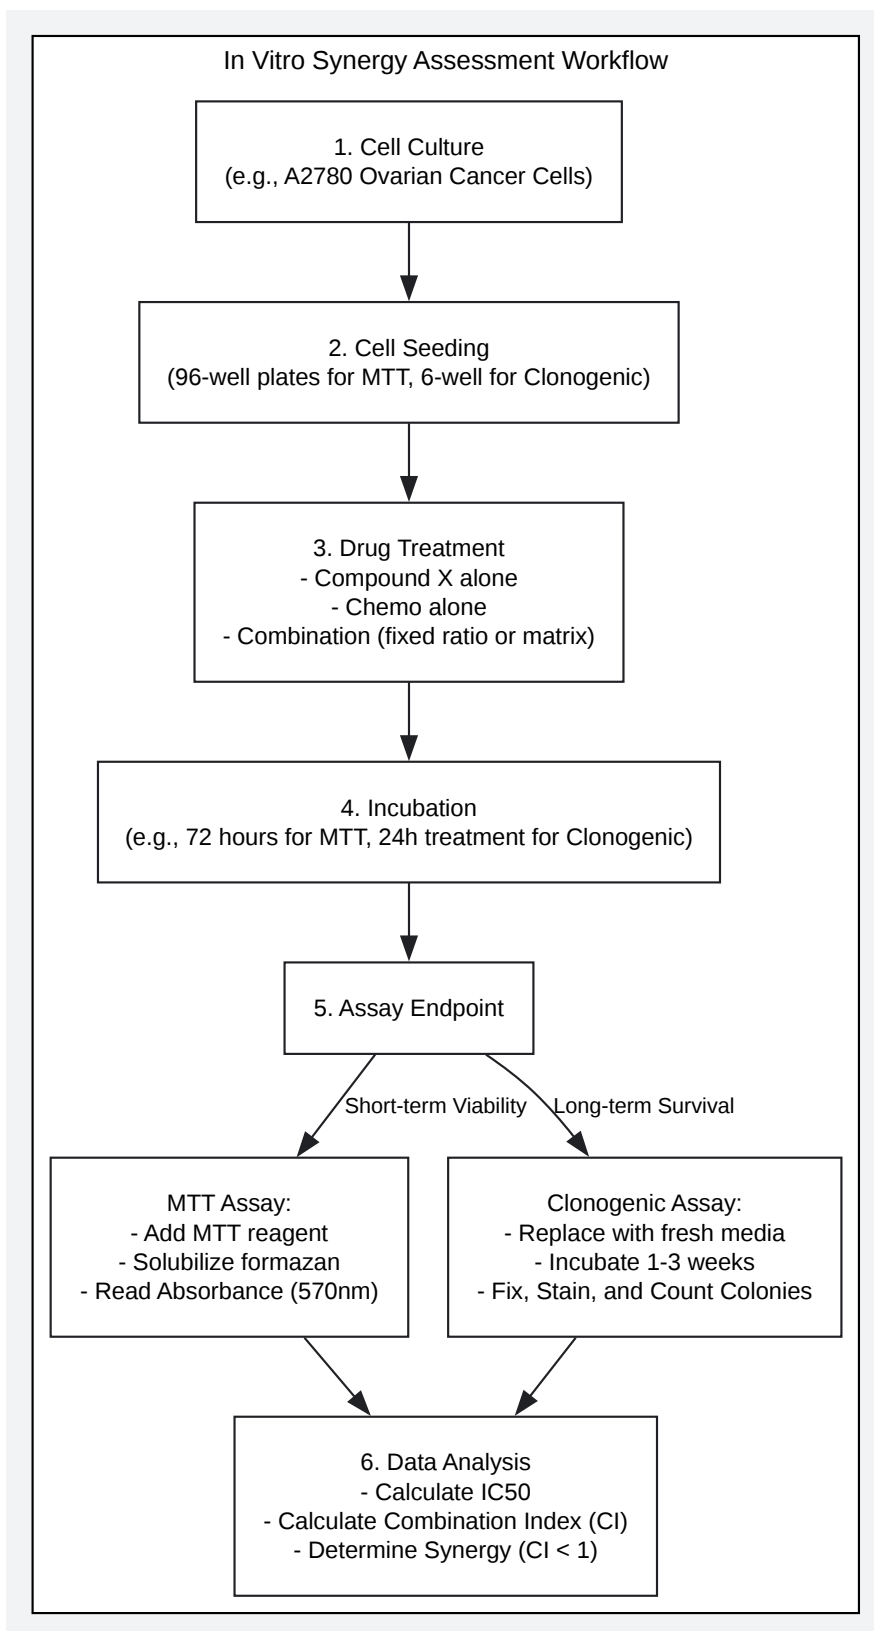 In Vitro Synergy Assessment Workflow
1. Cell Culture
(e.g., A2780 Ovarian Cancer Cells)
2. Cell Seeding
(96-well plates for MTT, 6-well for Clonogenic)
3. Drug Treatment
- Compound X alone
- Chemo alone
- Combination (fixed ratio or matrix)
4. Incubation
(e.g., 72 hours for MTT, 24h treatment for Clonogenic)
5. Assay Endpoint
Short-term Viability
Long-term Survival
MTT Assay:
- Add MTT reagent
- Solubilize formazan
- Read Absorbance (570nm)
Clonogenic Assay:
- Replace with fresh media
- Incubate 1-3 weeks
- Fix, Stain, and Count Colonies
6. Data Analysis
- Calculate IC50
- Calculate Combination Index (CI)
- Determine Synergy (CI < 1)